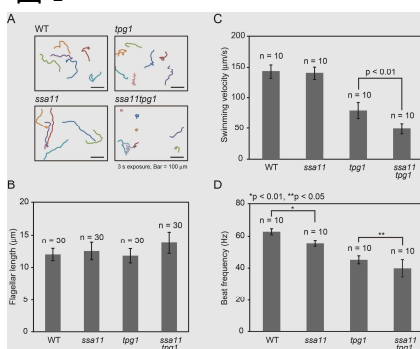 A
WT
tpg1
ssa11
ssa11tpg1
3 s exposure, Bar = 100 μm
B
Flagellar length (μm)
20
15
10
5
0
n = 30
n = 30
n = 30
n = 30
WT
ssa11
tpg1
ssa11
tpg1
C
Swimming velocity (μm/s)
200
150
100
50
0
n = 10
n = 10
n = 10
n = 10
p < 0.01
WT
ssa11
tpg1
ssa11
tpg1
D
*p < 0.01, **p < 0.05
Beat frequency (Hz)
80
60
40
20
0
n = 10
n = 10
n = 10
n = 10
*
**
WT
ssa11
tpg1
ssa11
tpg1